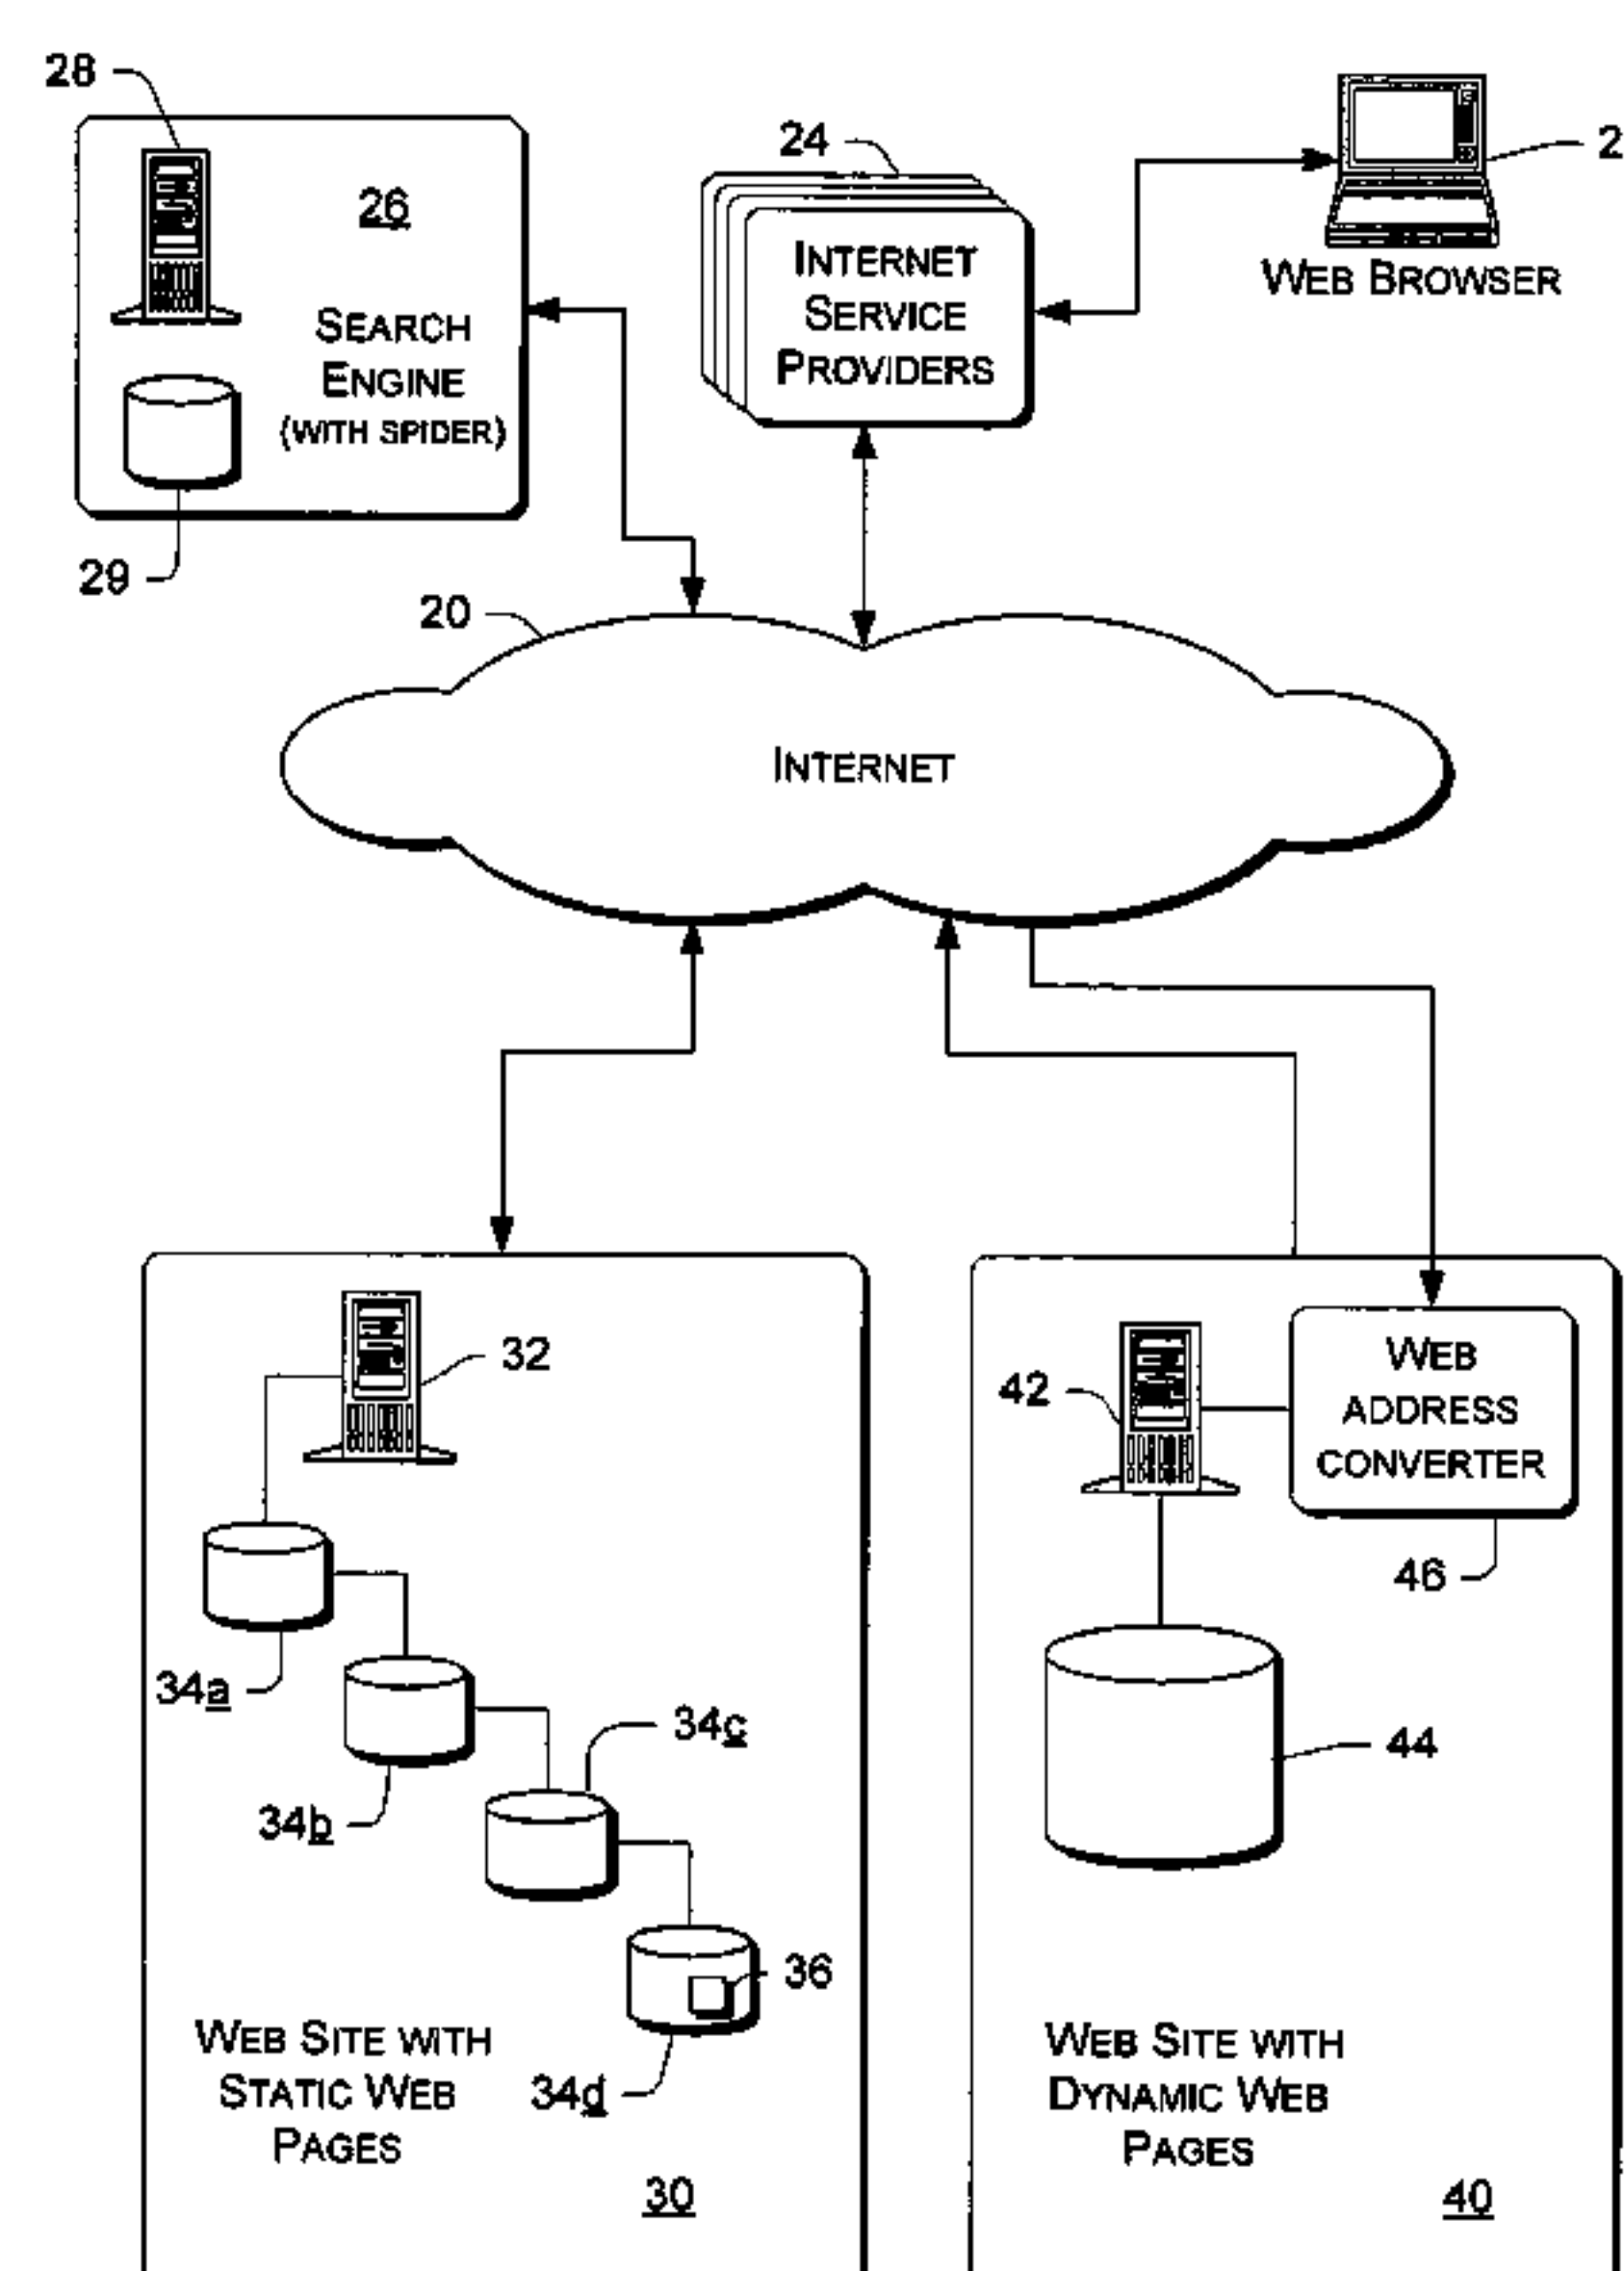 28
26
SEARCH
ENGINE
(WITH SPIDER)
29
24
INTERNET
SERVICE
PROVIDERS
2
WEB BROWSER
20
INTERNET
32
34a
34b
34c
36
34d
WEB SITE WITH
STATIC WEB
PAGES
30
42
WEB
ADDRESS
CONVERTER
46
44
WEB SITE WITH
DYNAMIC WEB
PAGES
40